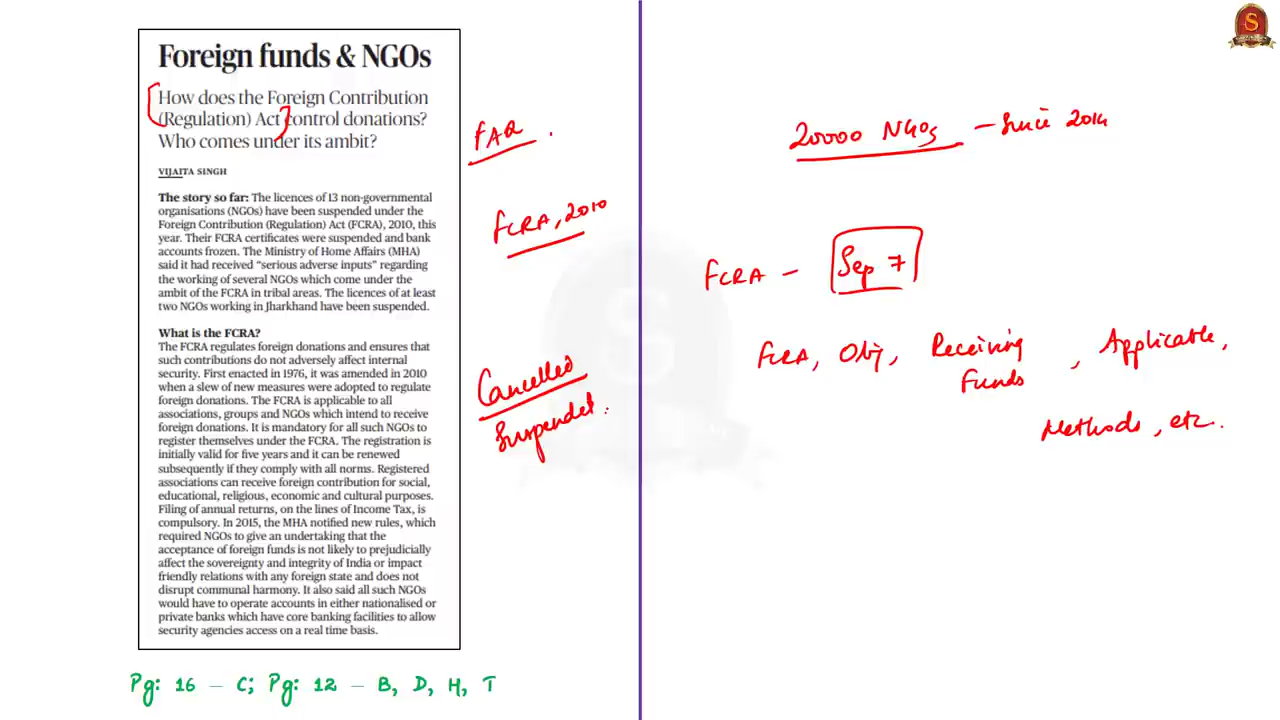 Foreign funds & NGOs
How does the Foreign Contribution
(Regulation) Act control donations?
Who comes under its ambit?
VIJAITA SINGH
The story so far: The licences of 13 non-governmental
organisations (NGOs) have been suspended under the
Foreign Contribution (Regulation) Act (FCRA), 2010, this
year. Their FCRA certificates were suspended and bank
accounts frozen. The Ministry of Home Affairs (MHA)
said it had received “serious adverse inputs” regarding
the working of several NGOs which come under the
ambit of the FCRA in tribal areas. The licences of at least
two NGOs working in Jharkhand have been suspended.
What is the FCRA?
The FCRA regulates foreign donations and ensures that
such contributions do not adversely affect internal
security. First enacted in 1976, it was amended in 2010
when a slew of new measures were adopted to regulate
foreign donations. The FCRA is applicable to all
associations, groups and NGOs which intend to receive
foreign donations. It is mandatory for all such NGOs to
register themselves under the FCRA. The registration is
initially valid for five years and it can be renewed
subsequently if they comply with all norms. Registered
associations can receive foreign contribution for social,
educational, religious, economic and cultural purposes.
Filing of annual returns, on the lines of Income Tax, is
compulsory. In 2015, the MHA notified new rules, which
required NGOs to give an undertaking that the
acceptance of foreign funds is not likely to prejudicially
affect the sovereignty and integrity of India or impact
friendly relations with any foreign state and does not
disrupt communal harmony. It also said all such NGOs
would have to operate accounts in either nationalised or
private banks which have core banking facilities to allow
security agencies access on a real time basis.
Pg: 16 – C; Pg: 12 – B, D, H, T
FAQ.
FCRA, 2010
Cancelled
Suspended.
20000 NGOs – Since 2014
FCRA – Sep 7
FCRA, Obj, Receiving Funds, Applicable,
Methods, etc.
S